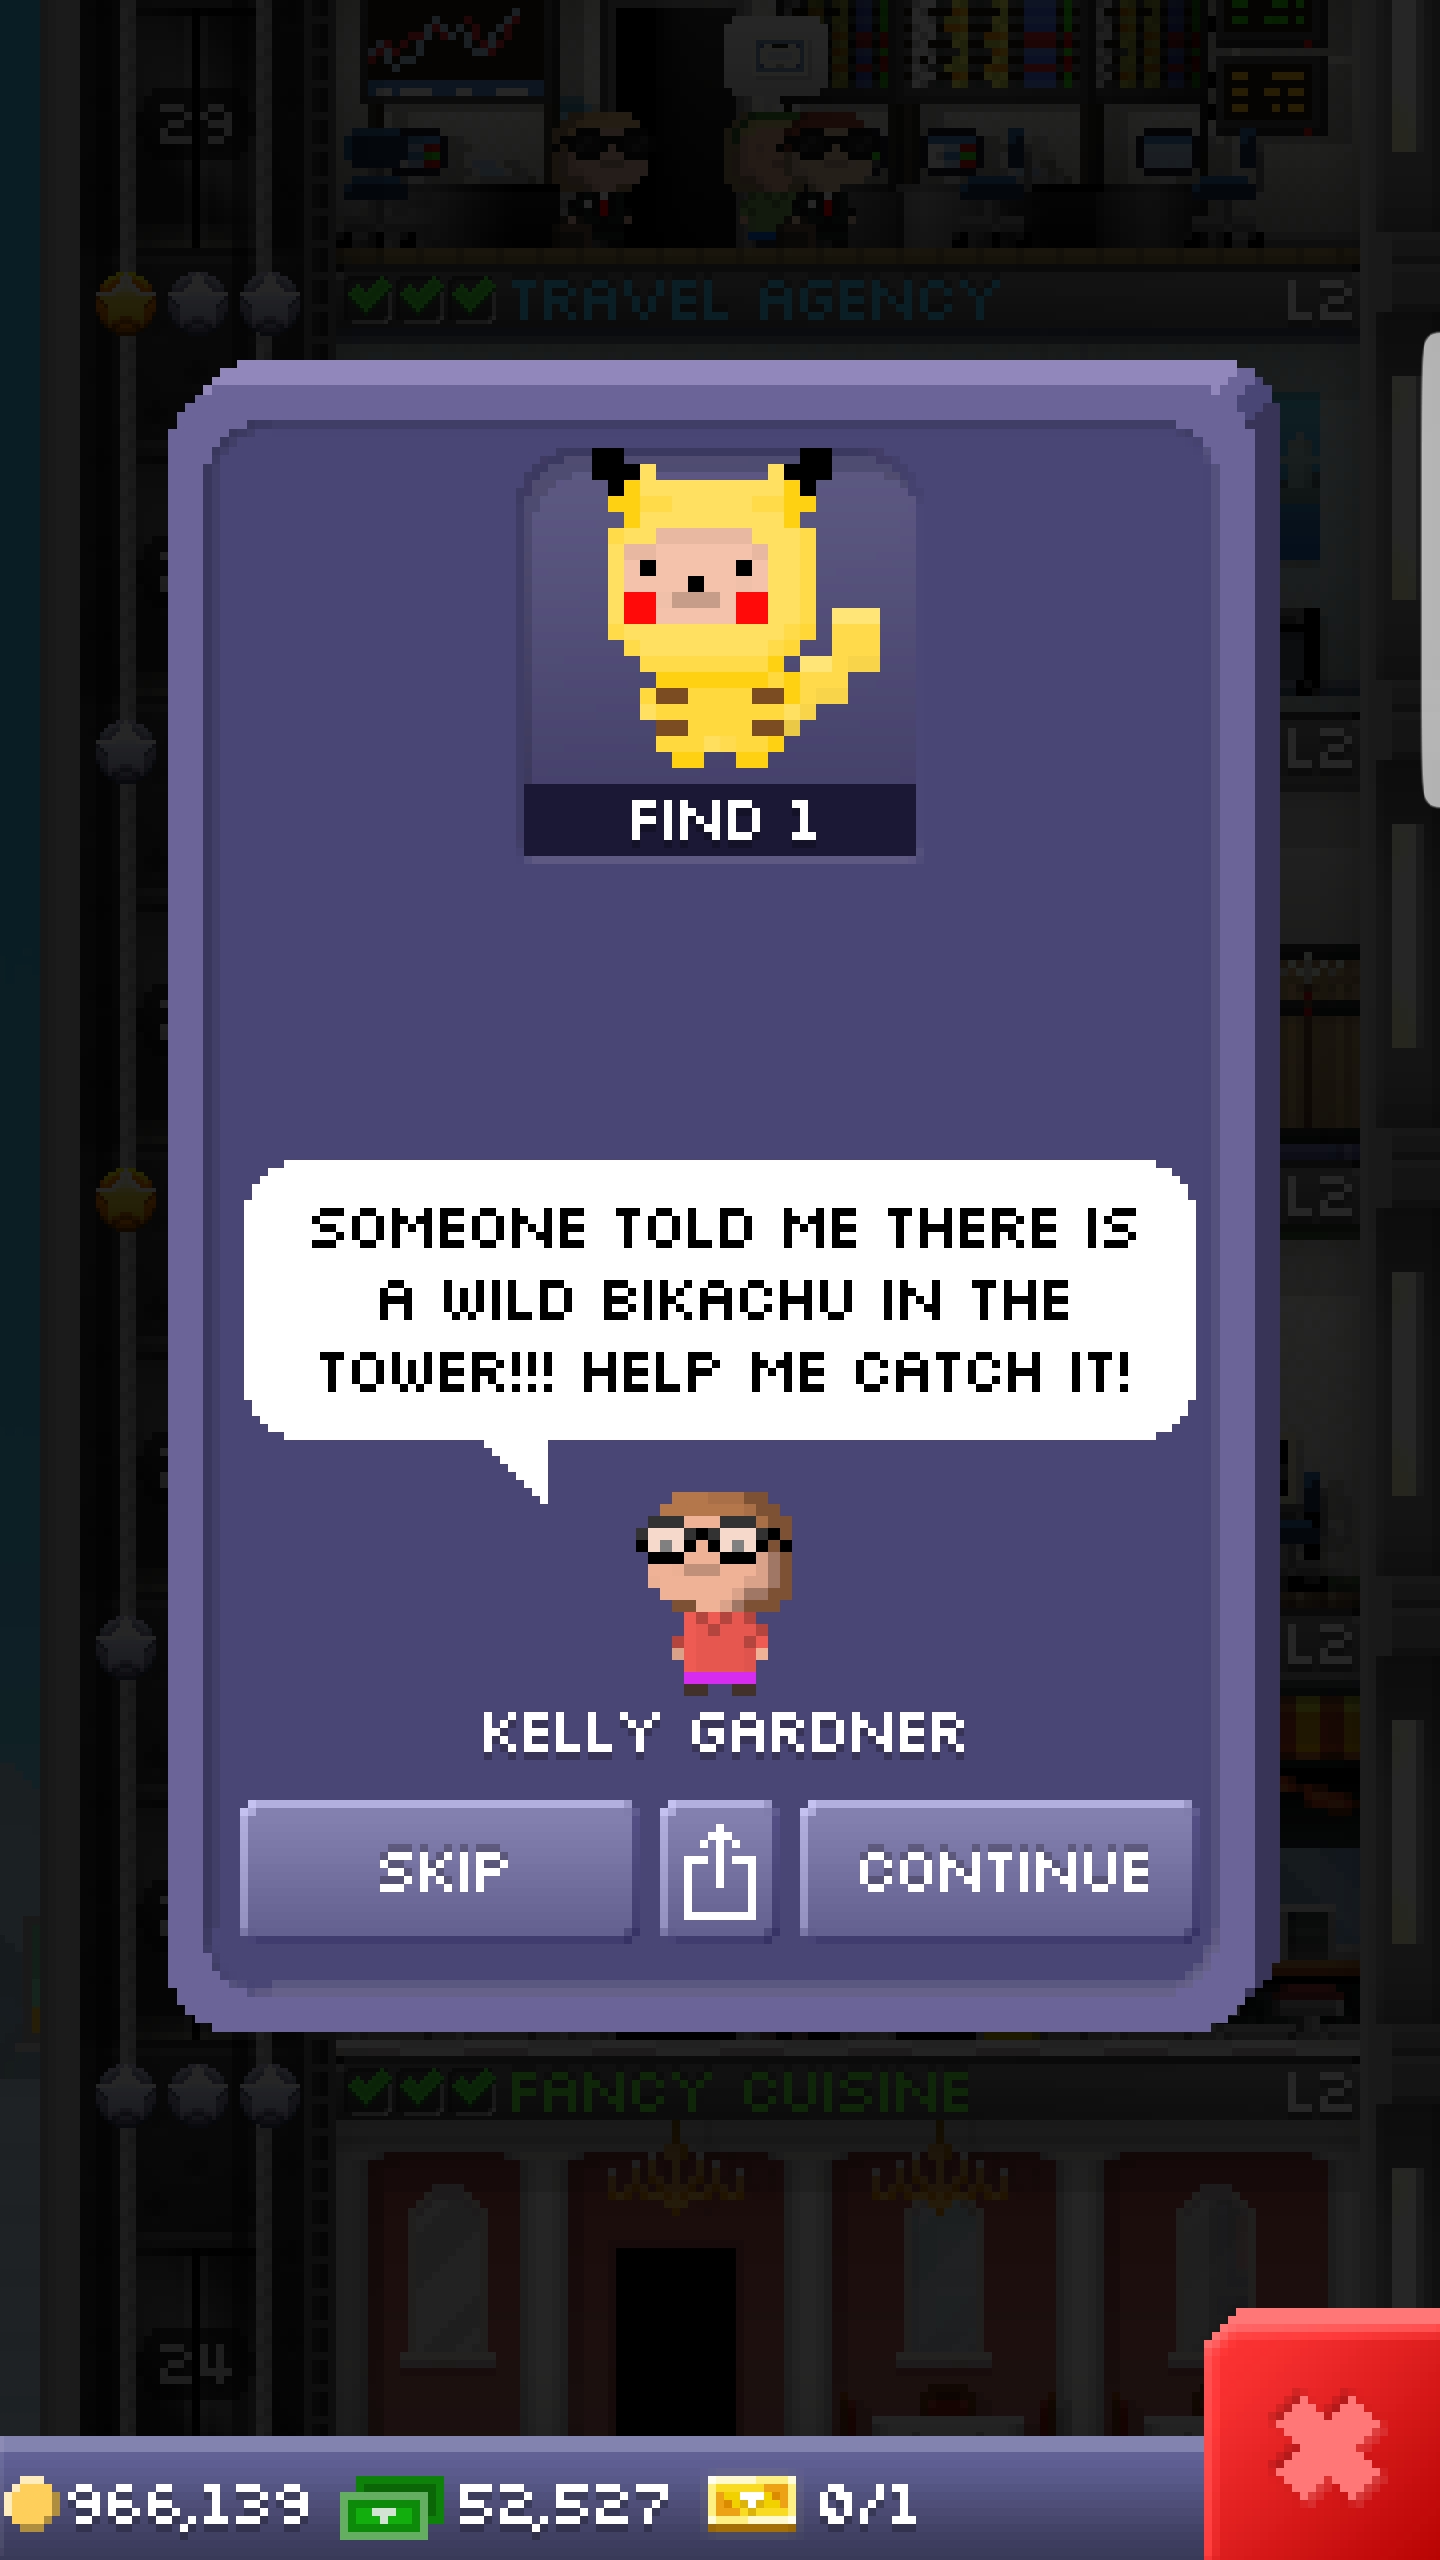 29
TRAVEL AGENCY L2
FIND 1
L2
L2
SOMEONE TOLD ME THERE IS
A WILD BIKACHU IN THE
TOWER!!! HELP ME CATCH IT!
L2
KELLY GARDNER
SKIP CONTINUE
FANCY CUISINE L2
24
966,139 52,527 0/1